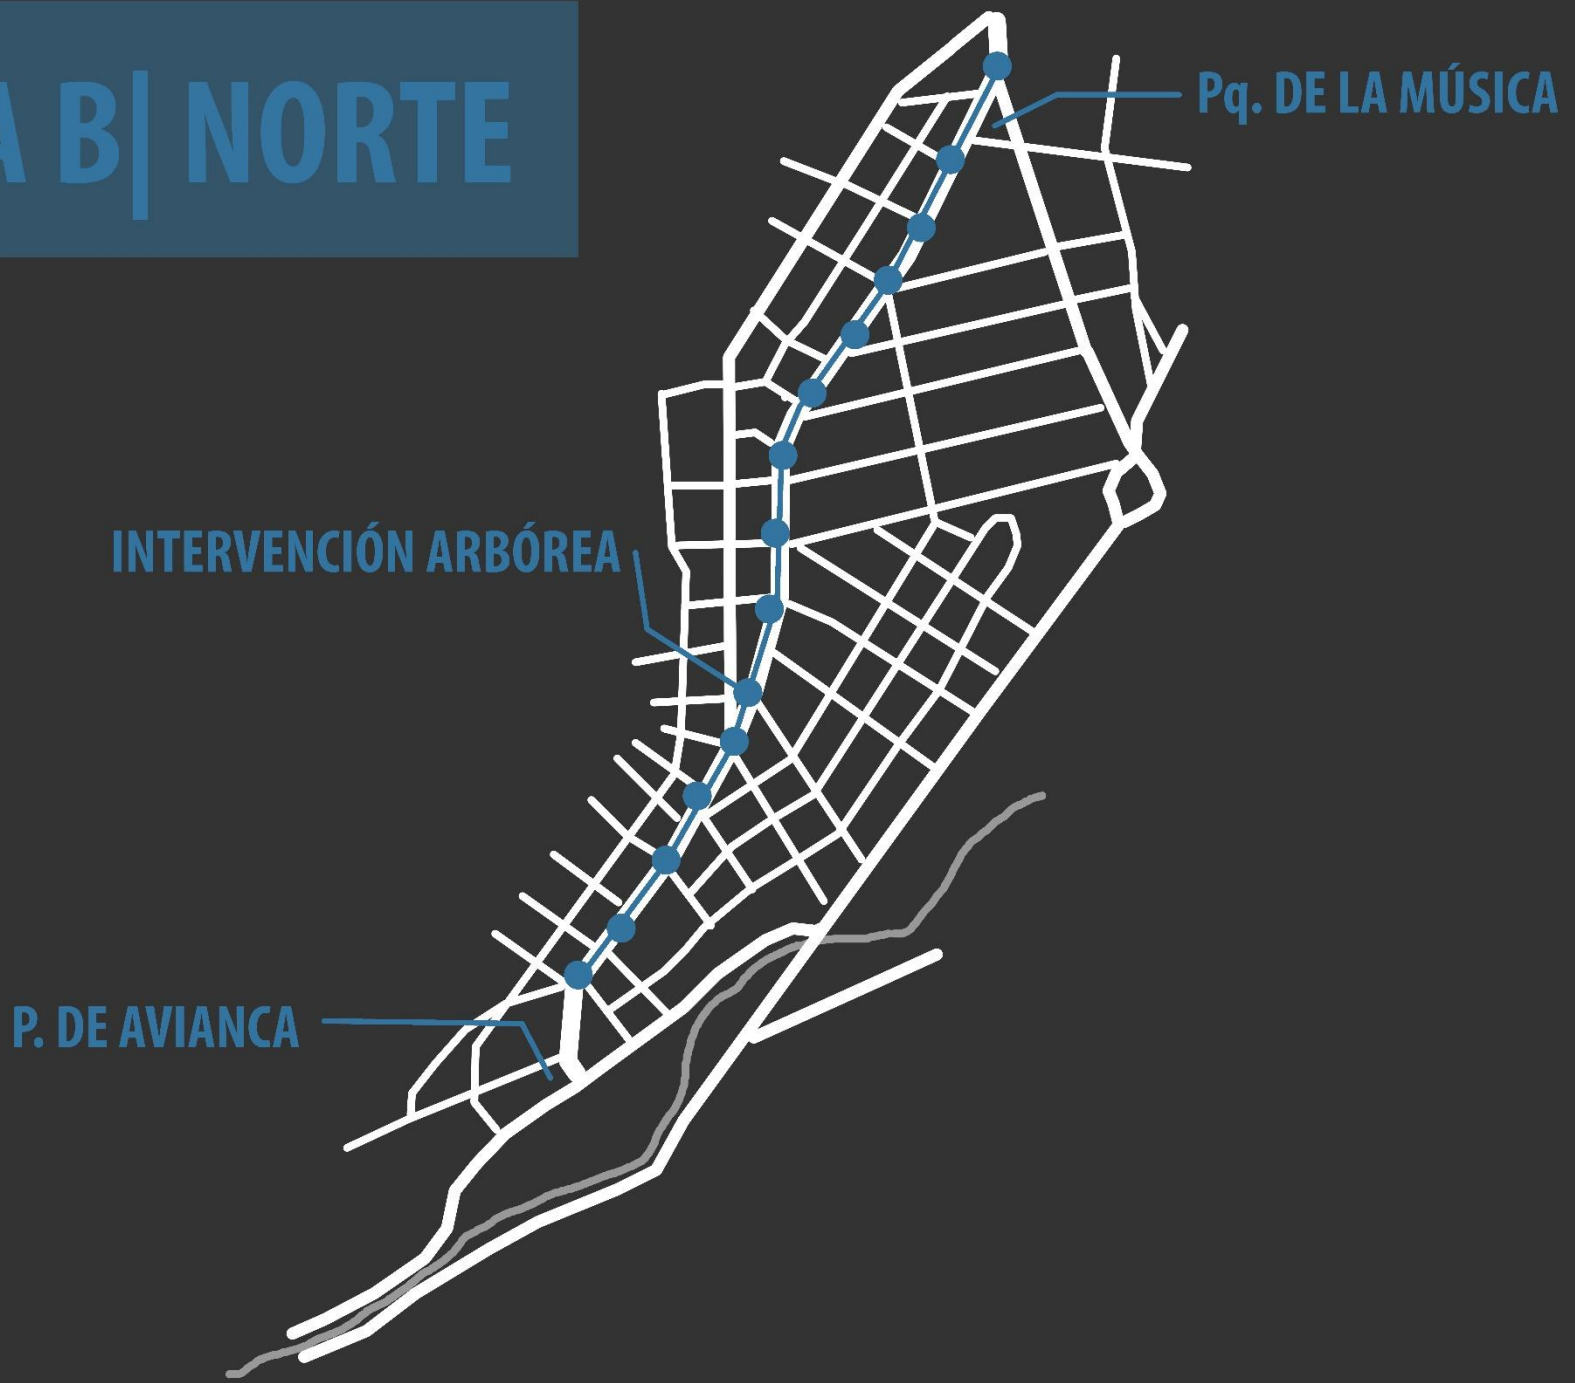 A B| NORTE
Pq. DE LA MÚSICA
INTERVENCIÓN ARBÓREA
P. DE AVIANCA